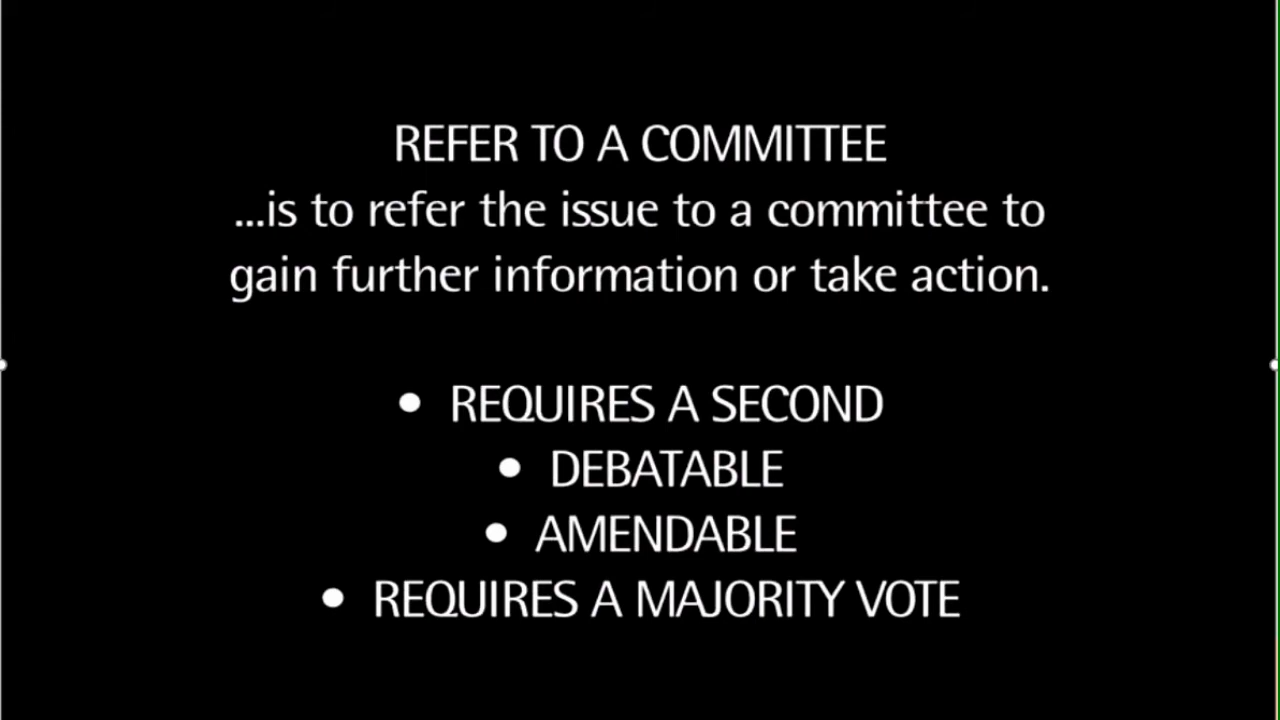 REFER TO A COMMITTEE
...is to refer the issue to a committee to
gain further information or take action.
• REQUIRES A SECOND
• DEBATABLE
• AMENDABLE
• REQUIRES A MAJORITY VOTE